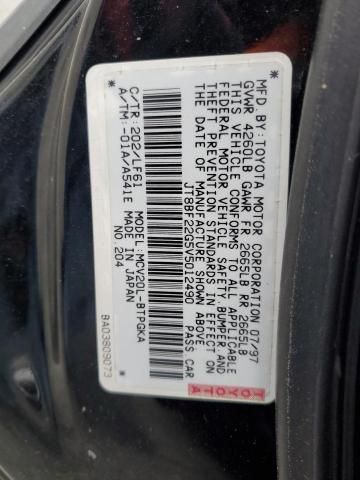 MFD. BY: TOYOTA MOTOR CORPORATION 07/97
GVWR 4260LB GAWR FR 2665LB RR 2665LB
THIS VEHICLE CONFORMS TO ALL APPLICABLE
FEDERAL MOTOR VEHICLE SAFETY, BUMPER, AND
THEFT PREVENTION STANDARDS IN EFFECT ON
THE DATE OF MANUFACTURE SHOWN ABOVE.
JT8BF22G5V5012490 PASS CAR
*
C/TR: 202/LF61 MODEL: MCV20L-BTPGKA
A/TM: -01A/A541E MADE IN JAPAN NO. 204
*
BA03809073
TOYOTA